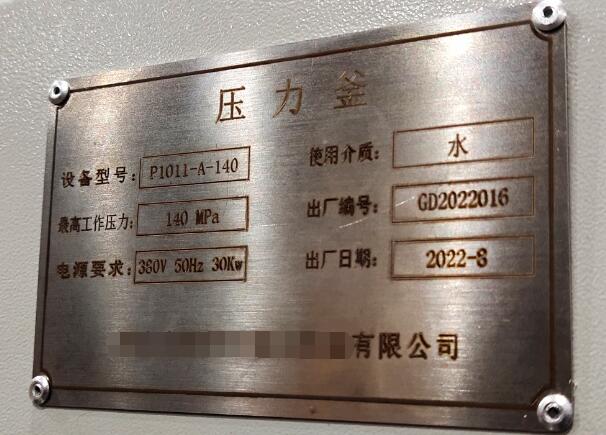 压力釜
设备型号: P1011-A-140
使用介质: 水
最高工作压力: 140 MPa
出厂编号: GD2022016
电源要求: 380V 50Hz 30Kw
出厂日期: 2022-8
有限公司